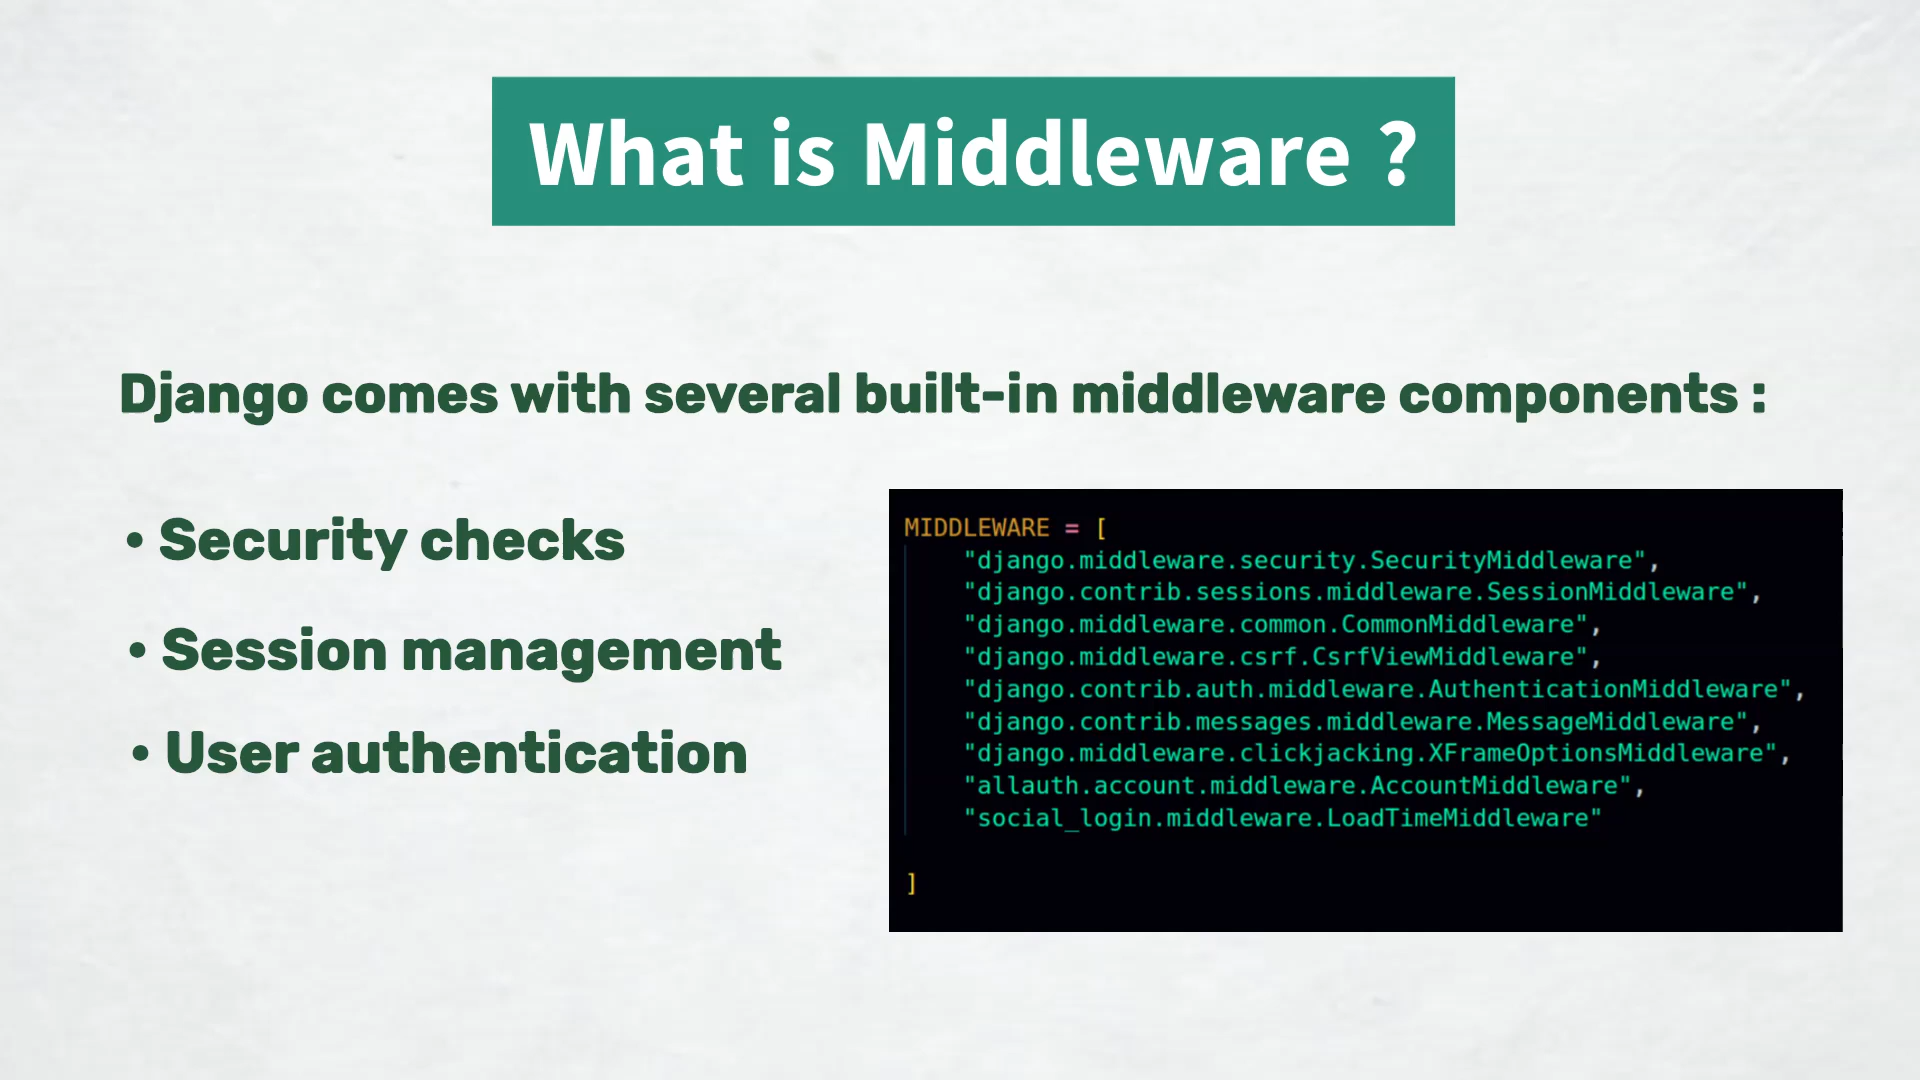 What is Middleware ?
Django comes with several built-in middleware components :
• Security checks
• Session management
• User authentication
MIDDLEWARE = [
"django.middleware.security.SecurityMiddleware",
"django.contrib.sessions.middleware.SessionMiddleware",
"django.middleware.common.CommonMiddleware",
"django.middleware.csrf.CsrfViewMiddleware",
"django.contrib.auth.middleware.AuthenticationMiddleware",
"django.contrib.messages.middleware.MessageMiddleware",
"django.middleware.clickjacking.XFrameOptionsMiddleware",
"allauth.account.middleware.AccountMiddleware",
"social_login.middleware.LoadTimeMiddleware"
]